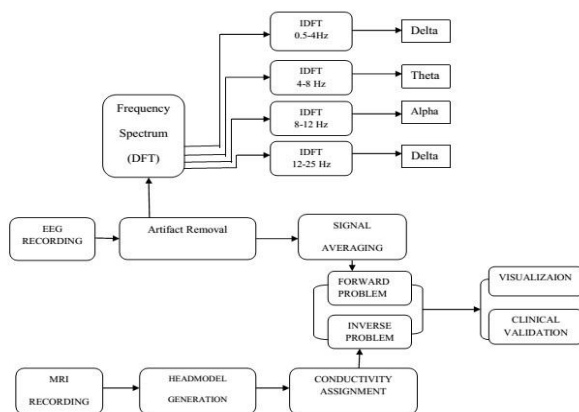 IDFT
0.5-4Hz
Delta
IDFT
4-8 Hz
Theta
Frequency
Spectrum
(DFT)
IDFT
8-12 Hz
Alpha
IDFT
12-25 Hz
Delta
EEG
RECORDING
Artifact Removal
SIGNAL
AVERAGING
FORWARD
PROBLEM
INVERSE
PROBLEM
VISUALIZAION
CLINICAL
VALIDATION
MRI
RECORDING
HEADMODEL
GENERATION
CONDUCTIVITY
ASSIGNMENT